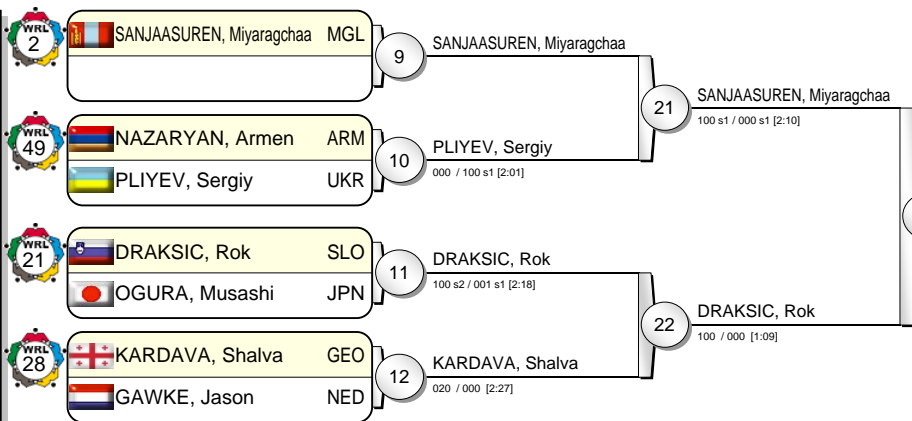 WRL
2
SANJAASUREN, Miyaragchaa MGL
9
SANJAASUREN, Miyaragchaa
WRL
49
NAZARYAN, Armen ARM
PLIYEV, Sergiy UKR
10
PLIYEV, Sergiy
000 / 100 s1 [2:01]
21
SANJAASUREN, Miyaragchaa
100 s1 / 000 s1 [2:10]
WRL
21
DRAKSIC, Rok SLO
OGURA, Musashi JPN
11
DRAKSIC, Rok
100 s2 / 001 s1 [2:18]
WRL
28
KARDAVA, Shalva GEO
GAWKE, Jason NED
12
KARDAVA, Shalva
020 / 000 [2:27]
22
DRAKSIC, Rok
100 / 000 [1:09]